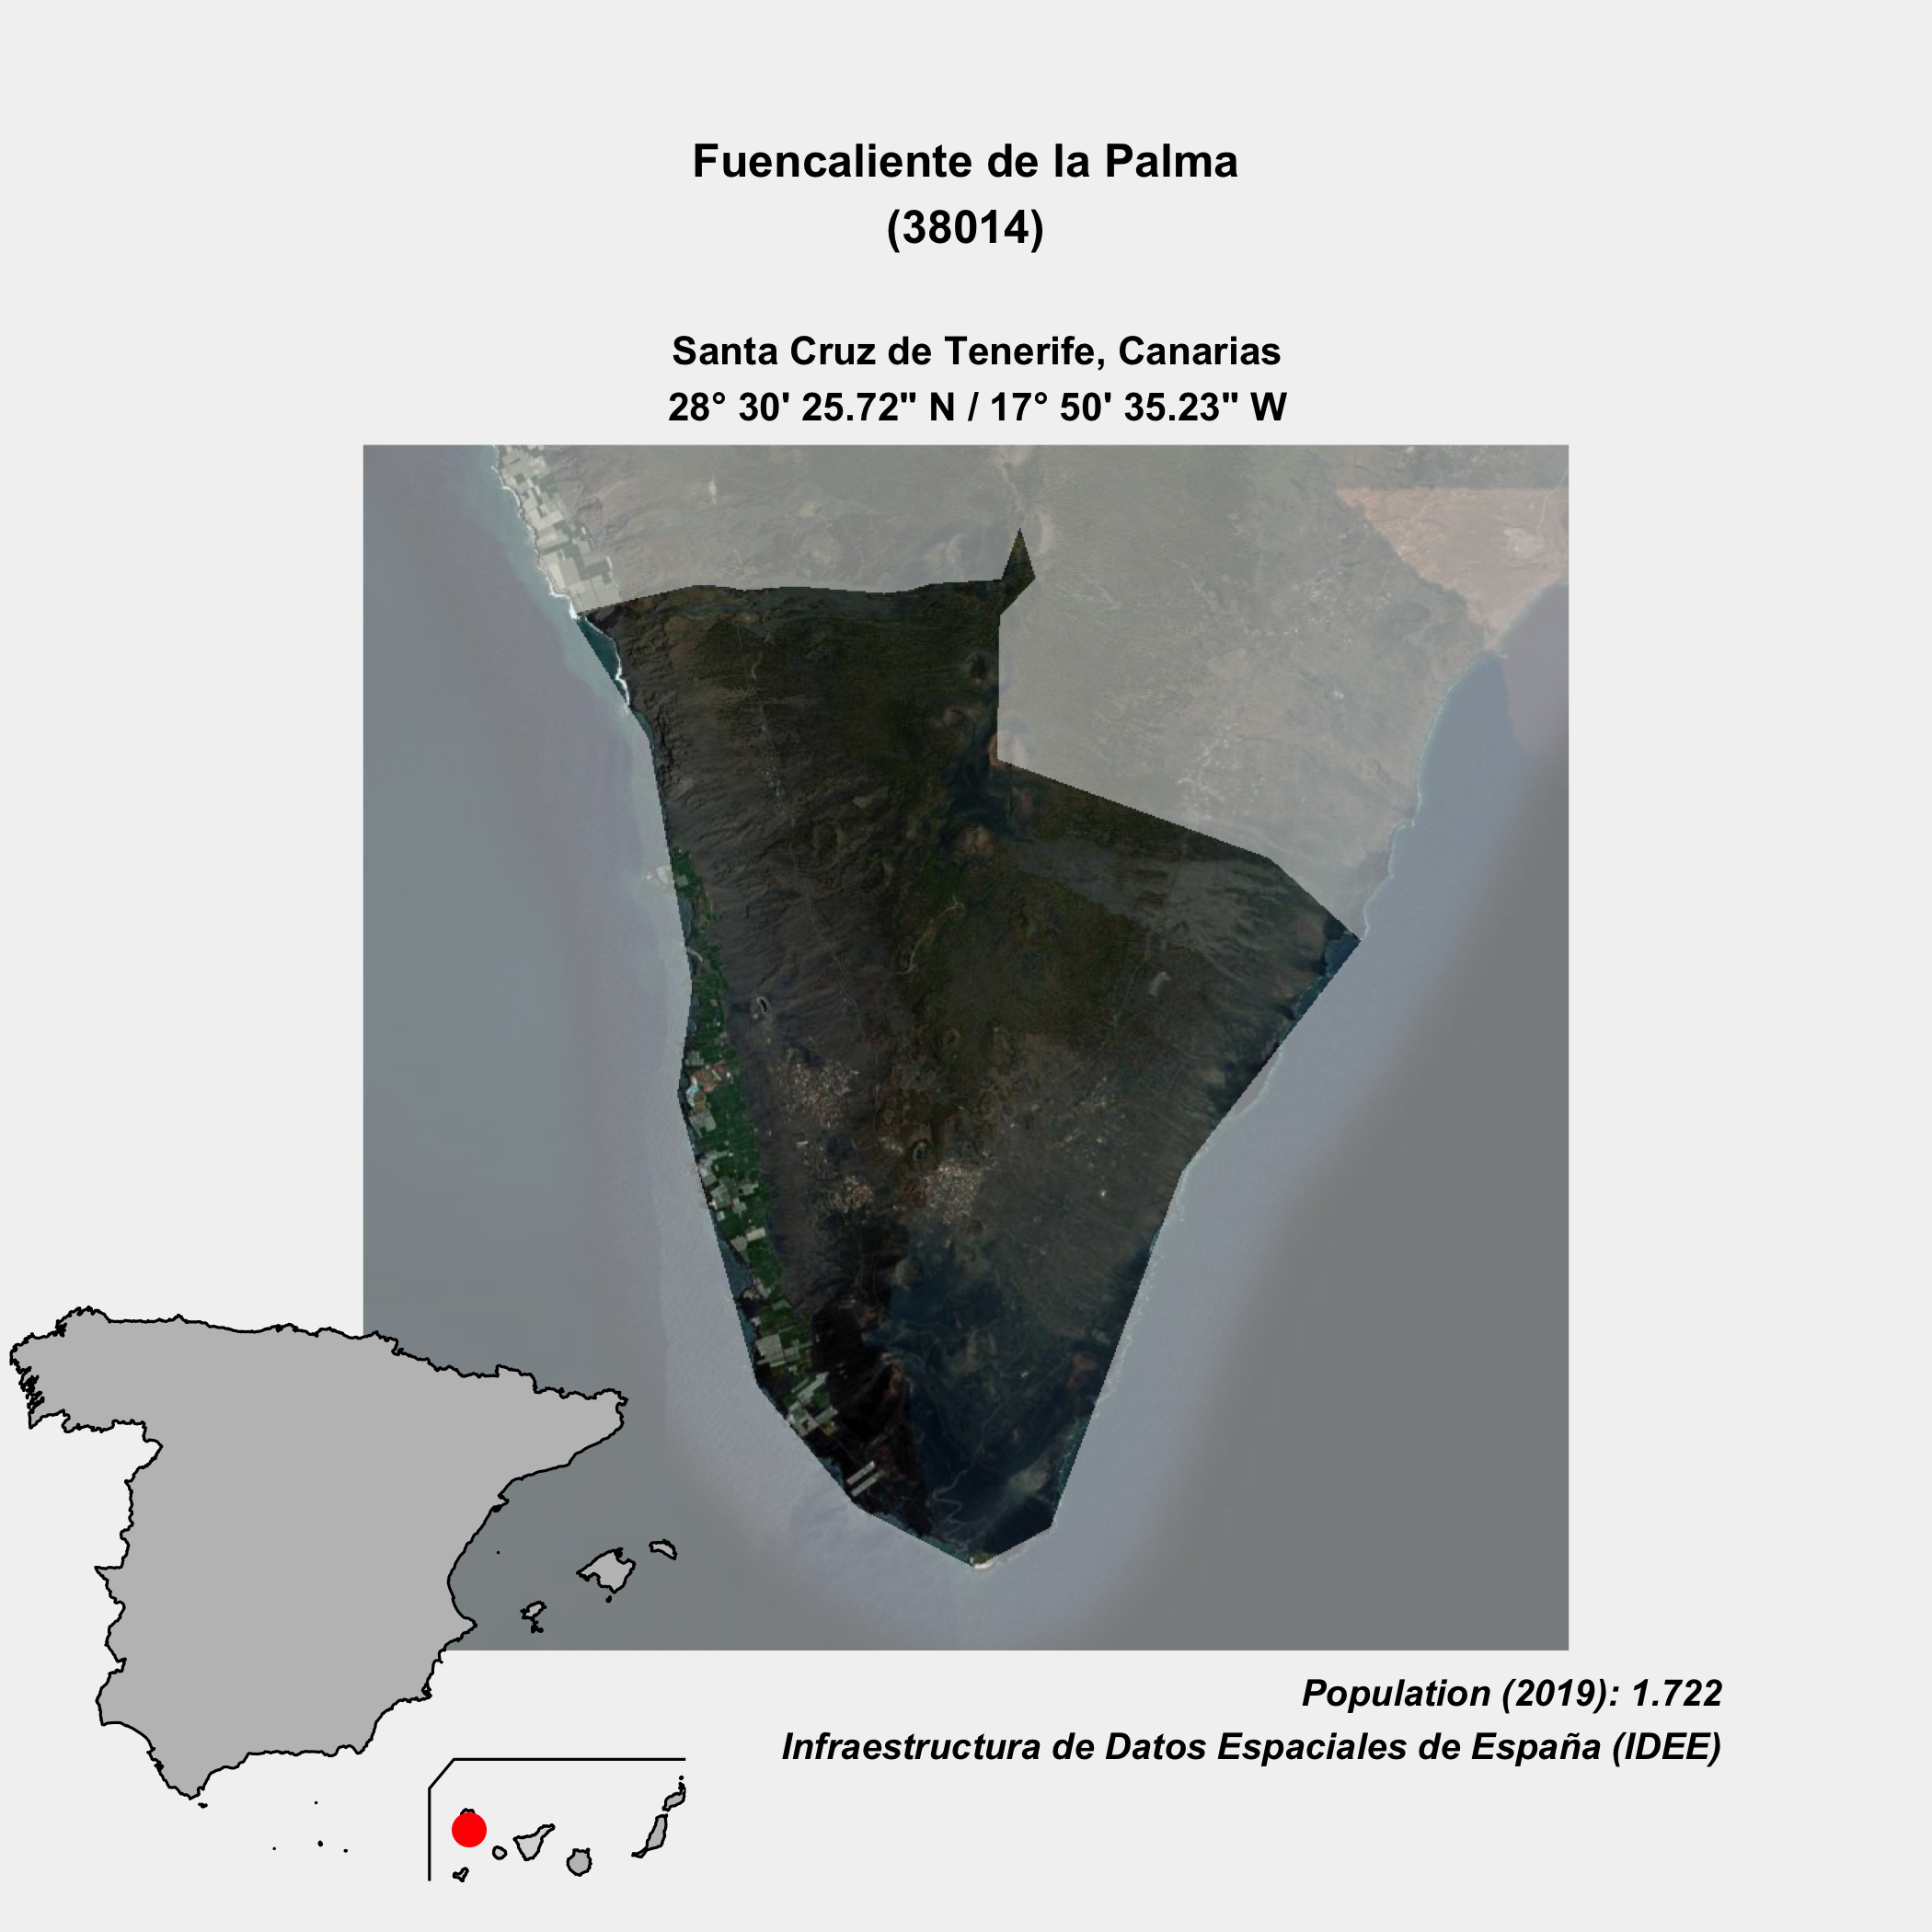 Fuencaliente de la Palma
(38014)
Santa Cruz de Tenerife, Canarias
28° 30' 25.72" N / 17° 50' 35.23" W
Population (2019): 1.722
Infraestructura de Datos Espaciales de España (IDEE)